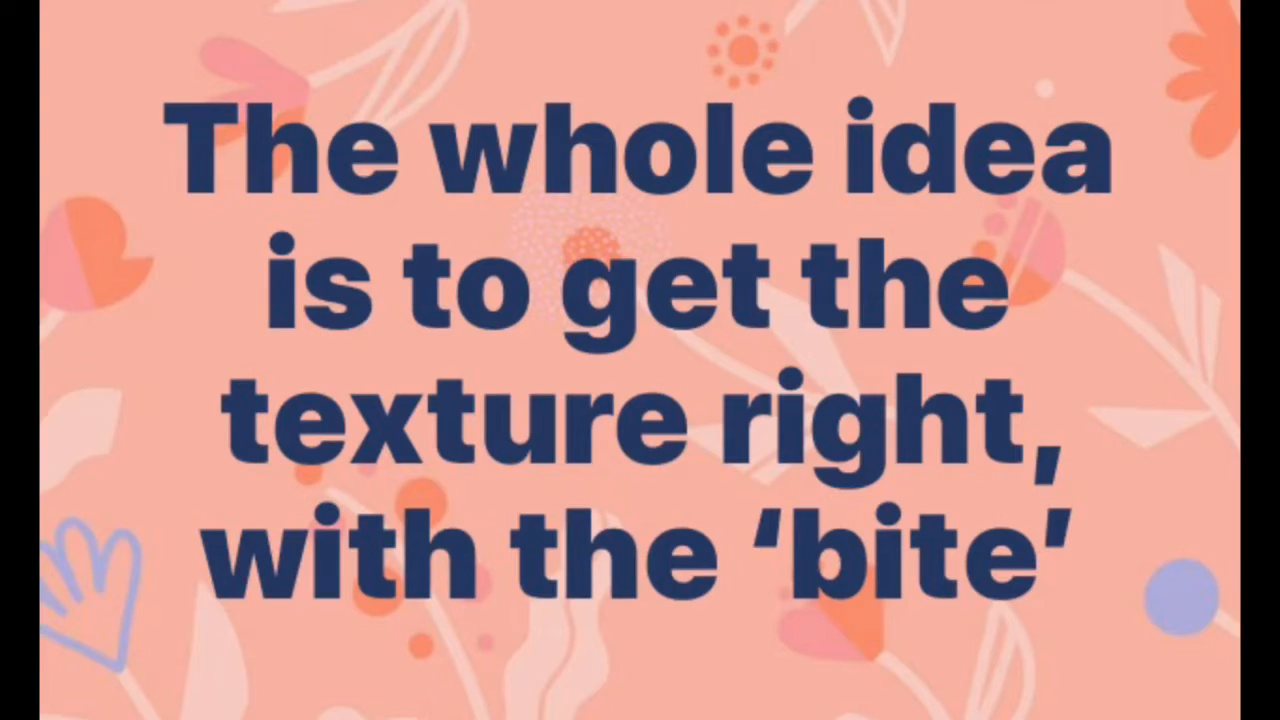 The whole idea
is to get the
texture right,
with the ‘bite’